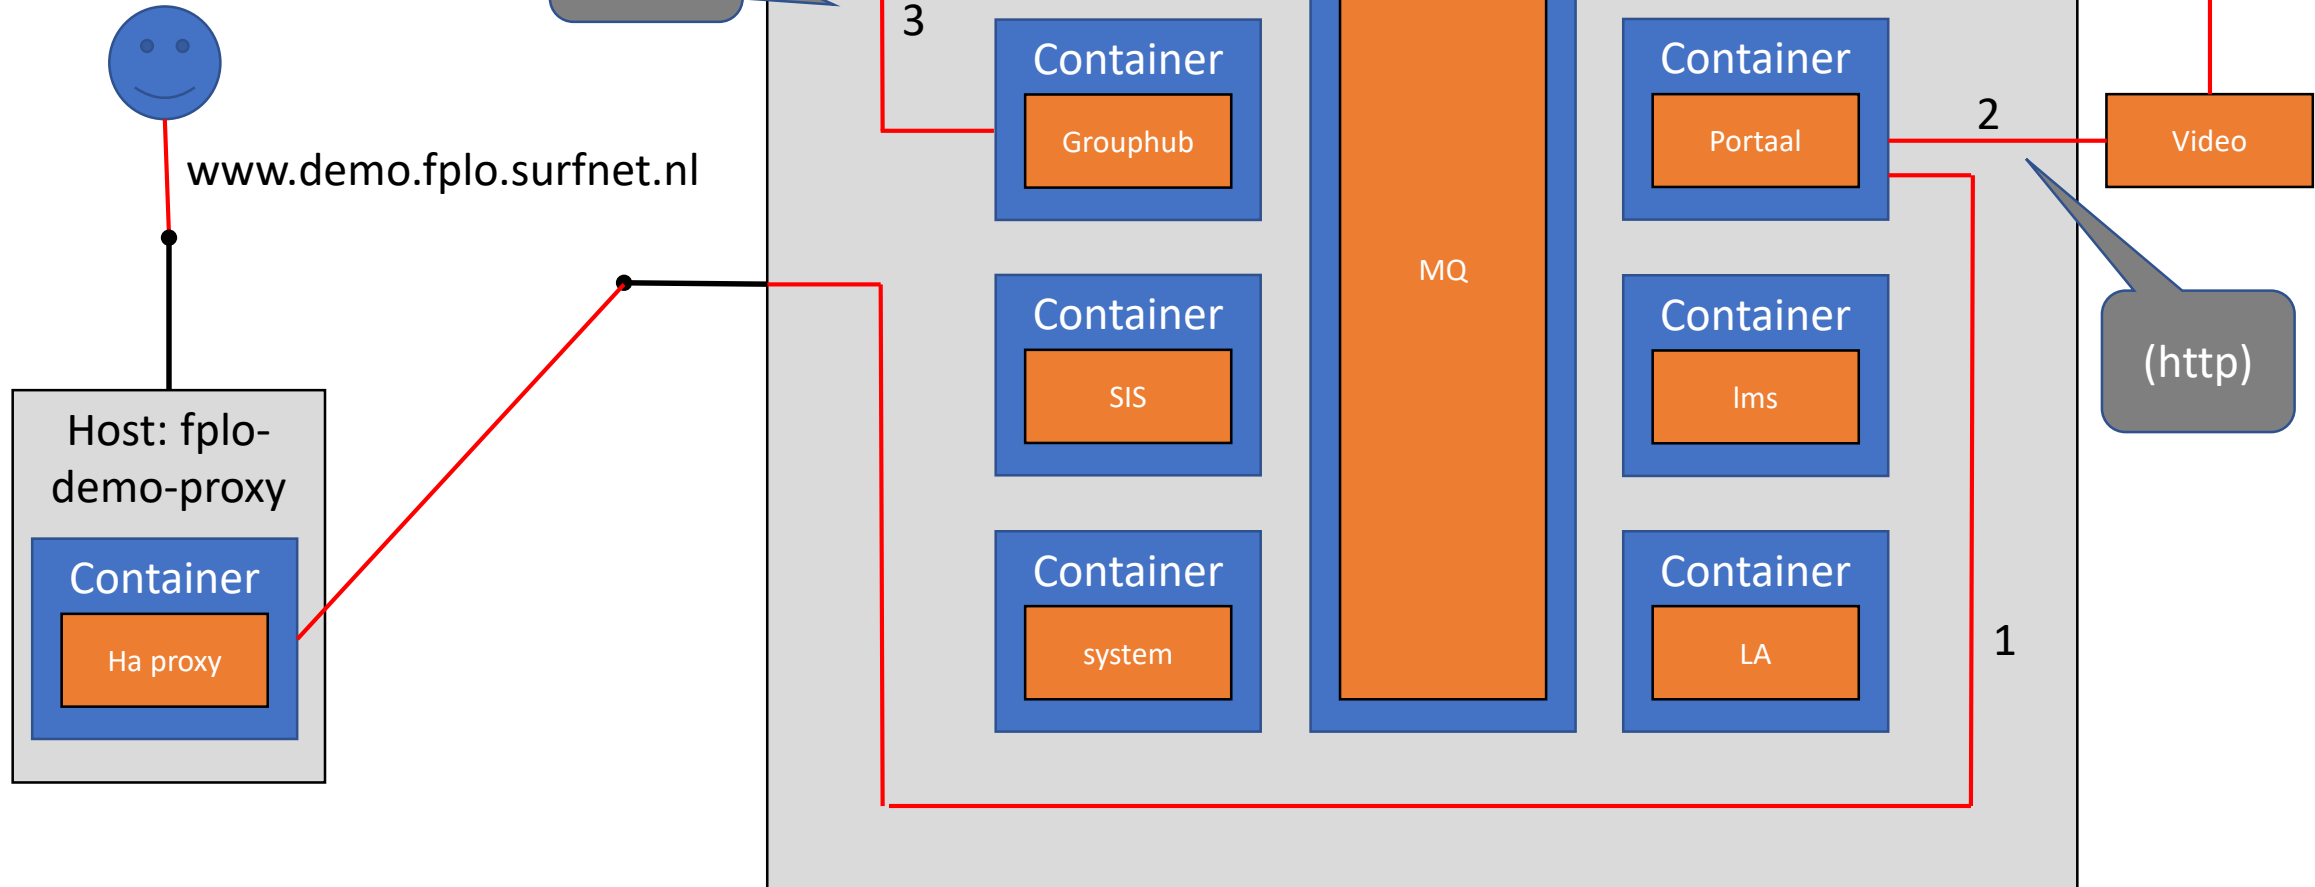 3
Container
Grouphub
Container
Portaal
2
Video
www.demo.fplo.surfnet.nl
MQ
Container
SIS
Container
lms
(http)
Host: fplo-
demo-proxy
Container
Ha proxy
Container
system
Container
LA
1